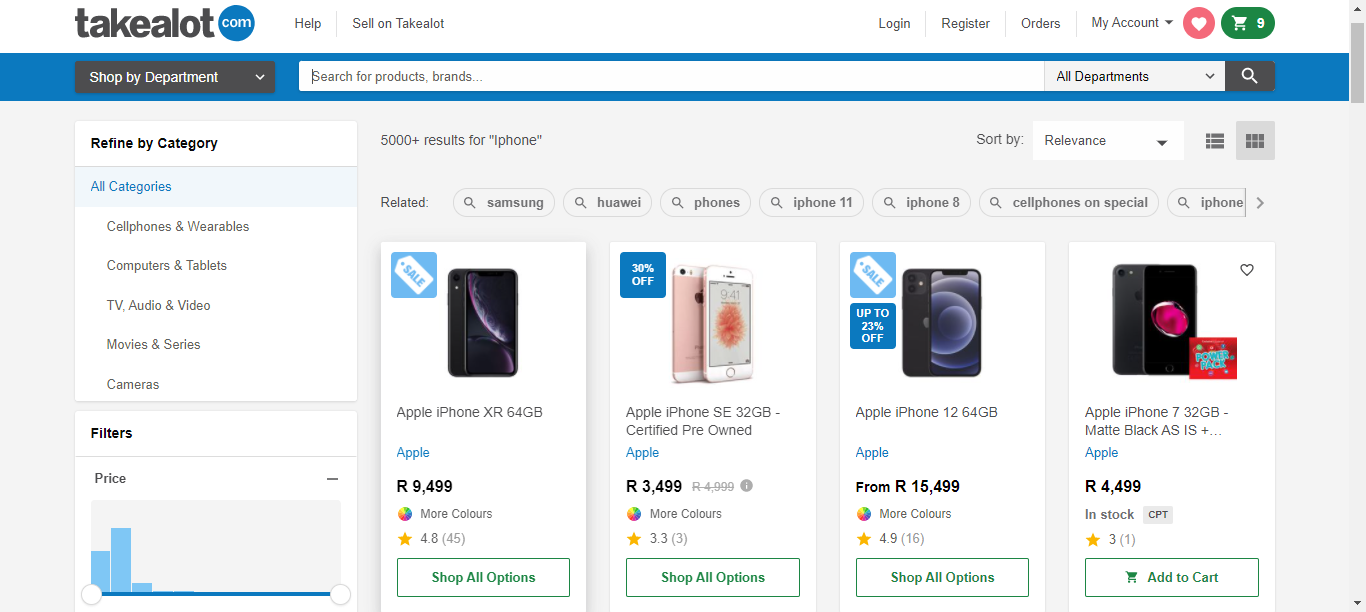 takealot com
Help
Sell on Takealot
Login
Register
Orders
My Account
9
Shop by Department
Search for products, brands...
All Departments
Refine by Category
All Categories
Cellphones & Wearables
Computers & Tablets
TV, Audio & Video
Movies & Series
Cameras
Filters
Price
5000+ results for "Iphone"
Sort by:
Relevance
Related:
samsung
huawei
phones
iphone 11
iphone 8
cellphones on special
iphone
SALE
Apple iPhone XR 64GB
Apple
R 9,499
More Colours
4.8 (45)
Shop All Options
30%
OFF
9:41
Apple iPhone SE 32GB -
Certified Pre Owned
Apple
R 3,499 R 4,999
More Colours
3.3 (3)
Shop All Options
SALE
UP TO
23%
OFF
Apple iPhone 12 64GB
Apple
From R 15,499
More Colours
4.9 (16)
Shop All Options
POWER
PACK
Apple iPhone 7 32GB -
Matte Black AS IS +...
Apple
R 4,499
In stock CPT
3 (1)
Add to Cart